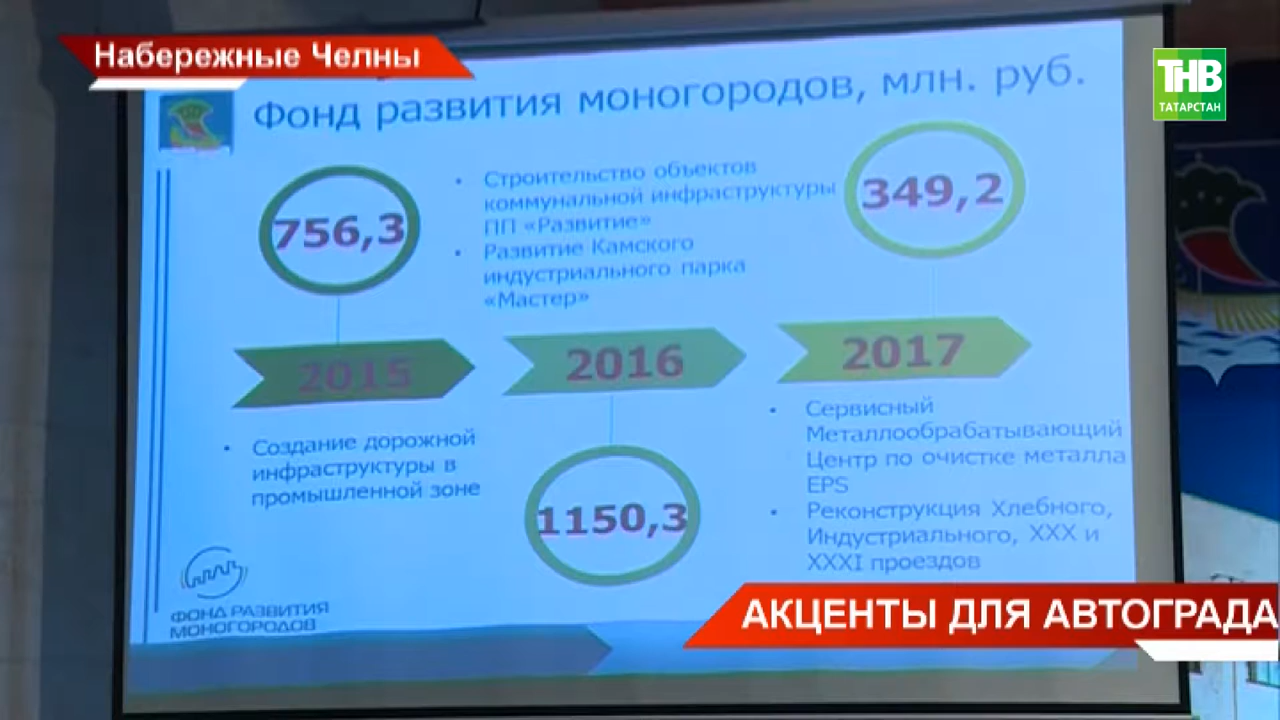 Набережные Челны
ТНВ
ТАТАРСТАН
Фонд развития моногородов, млн. руб.
756,3
• Строительство объектов
коммунальной инфраструктуры
ПП «Развитие»
• Развитие Камского
индустриального парка
«Мастер»
349,2
2015
2016
2017
• Создание дорожной
инфраструктуры в
промышленной зоне
1150,3
• Сервисный
Металлообрабатывающий
Центр по очистке металла
EPS
• Реконструкция Хлебного,
Индустриального, XXX и
XXXI проездов
ФОНД РАЗВИТИЯ
МОНОГОРОДОВ
АКЦЕНТЫ ДЛЯ АВТОГРАДА